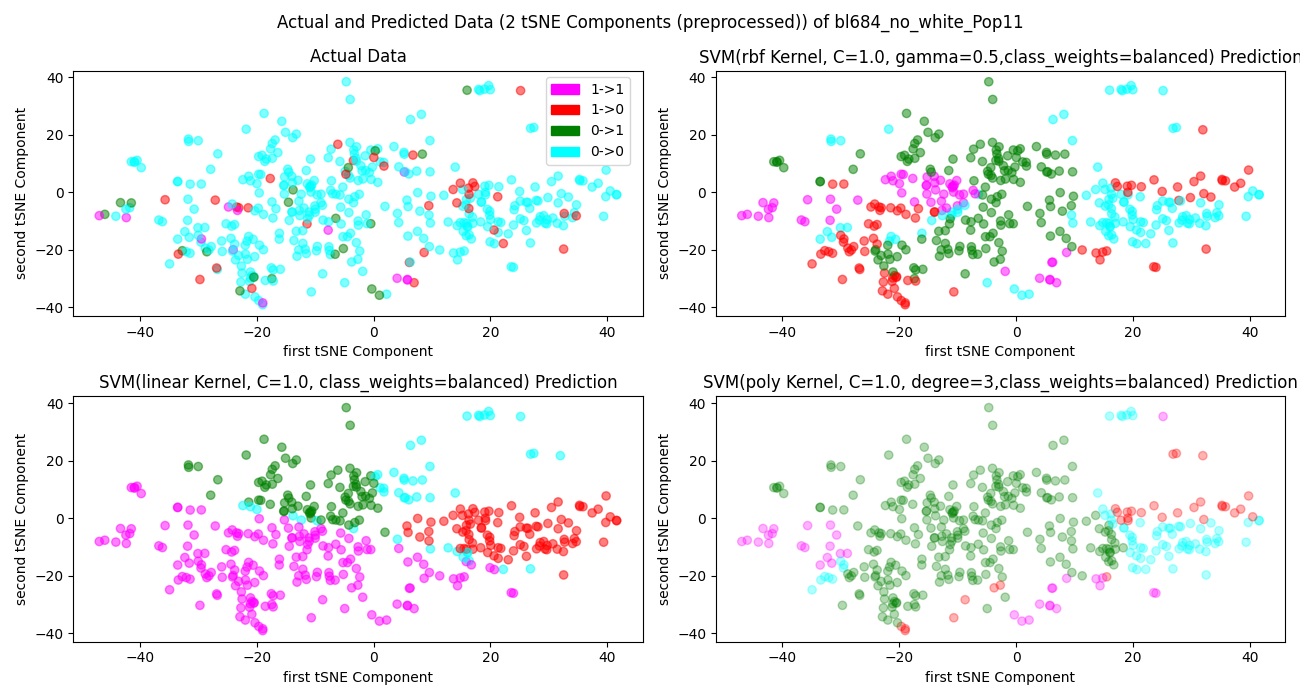 Actual and Predicted Data (2 tSNE Components (preprocessed)) of bl684_no_white_Pop11
Actual Data
40
20
0
−20
−40
second tSNE Component
−40 −20 0 20 40
first tSNE Component
1->1
1->0
0->1
0->0
SVM(rbf Kernel, C=1.0, gamma=0.5,class_weights=balanced) Prediction
40
20
0
−20
−40
second tSNE Component
−40 −20 0 20 40
first tSNE Component
SVM(linear Kernel, C=1.0, class_weights=balanced) Prediction
40
20
0
−20
−40
second tSNE Component
−40 −20 0 20 40
first tSNE Component
SVM(poly Kernel, C=1.0, degree=3,class_weights=balanced) Prediction
40
20
0
−20
−40
second tSNE Component
−40 −20 0 20 40
first tSNE Component